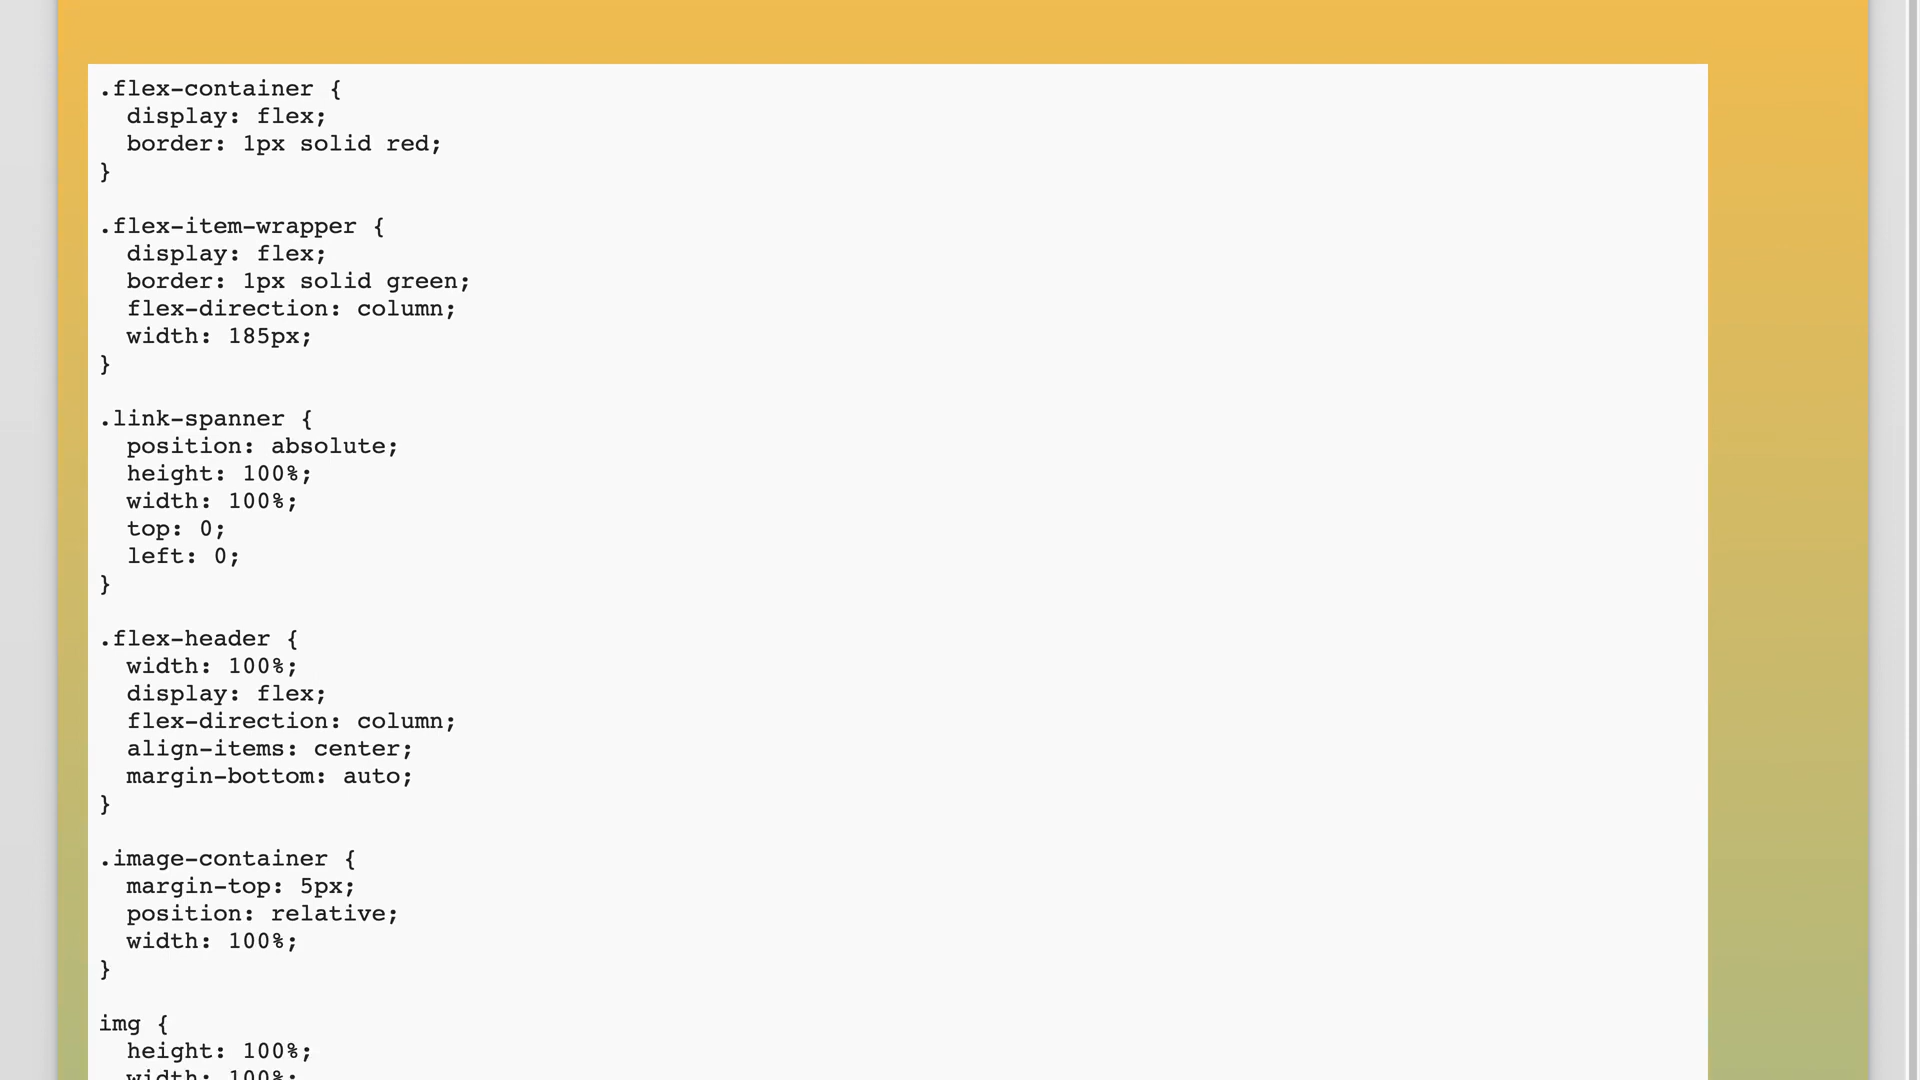 .flex-container {
  display: flex;
  border: 1px solid red;
}

.flex-item-wrapper {
  display: flex;
  border: 1px solid green;
  flex-direction: column;
  width: 185px;
}

.link-spanner {
  position: absolute;
  height: 100%;
  width: 100%;
  top: 0;
  left: 0;
}

.flex-header {
  width: 100%;
  display: flex;
  flex-direction: column;
  align-items: center;
  margin-bottom: auto;
}

.image-container {
  margin-top: 5px;
  position: relative;
  width: 100%;
}

img {
  height: 100%;
  width: 100%;